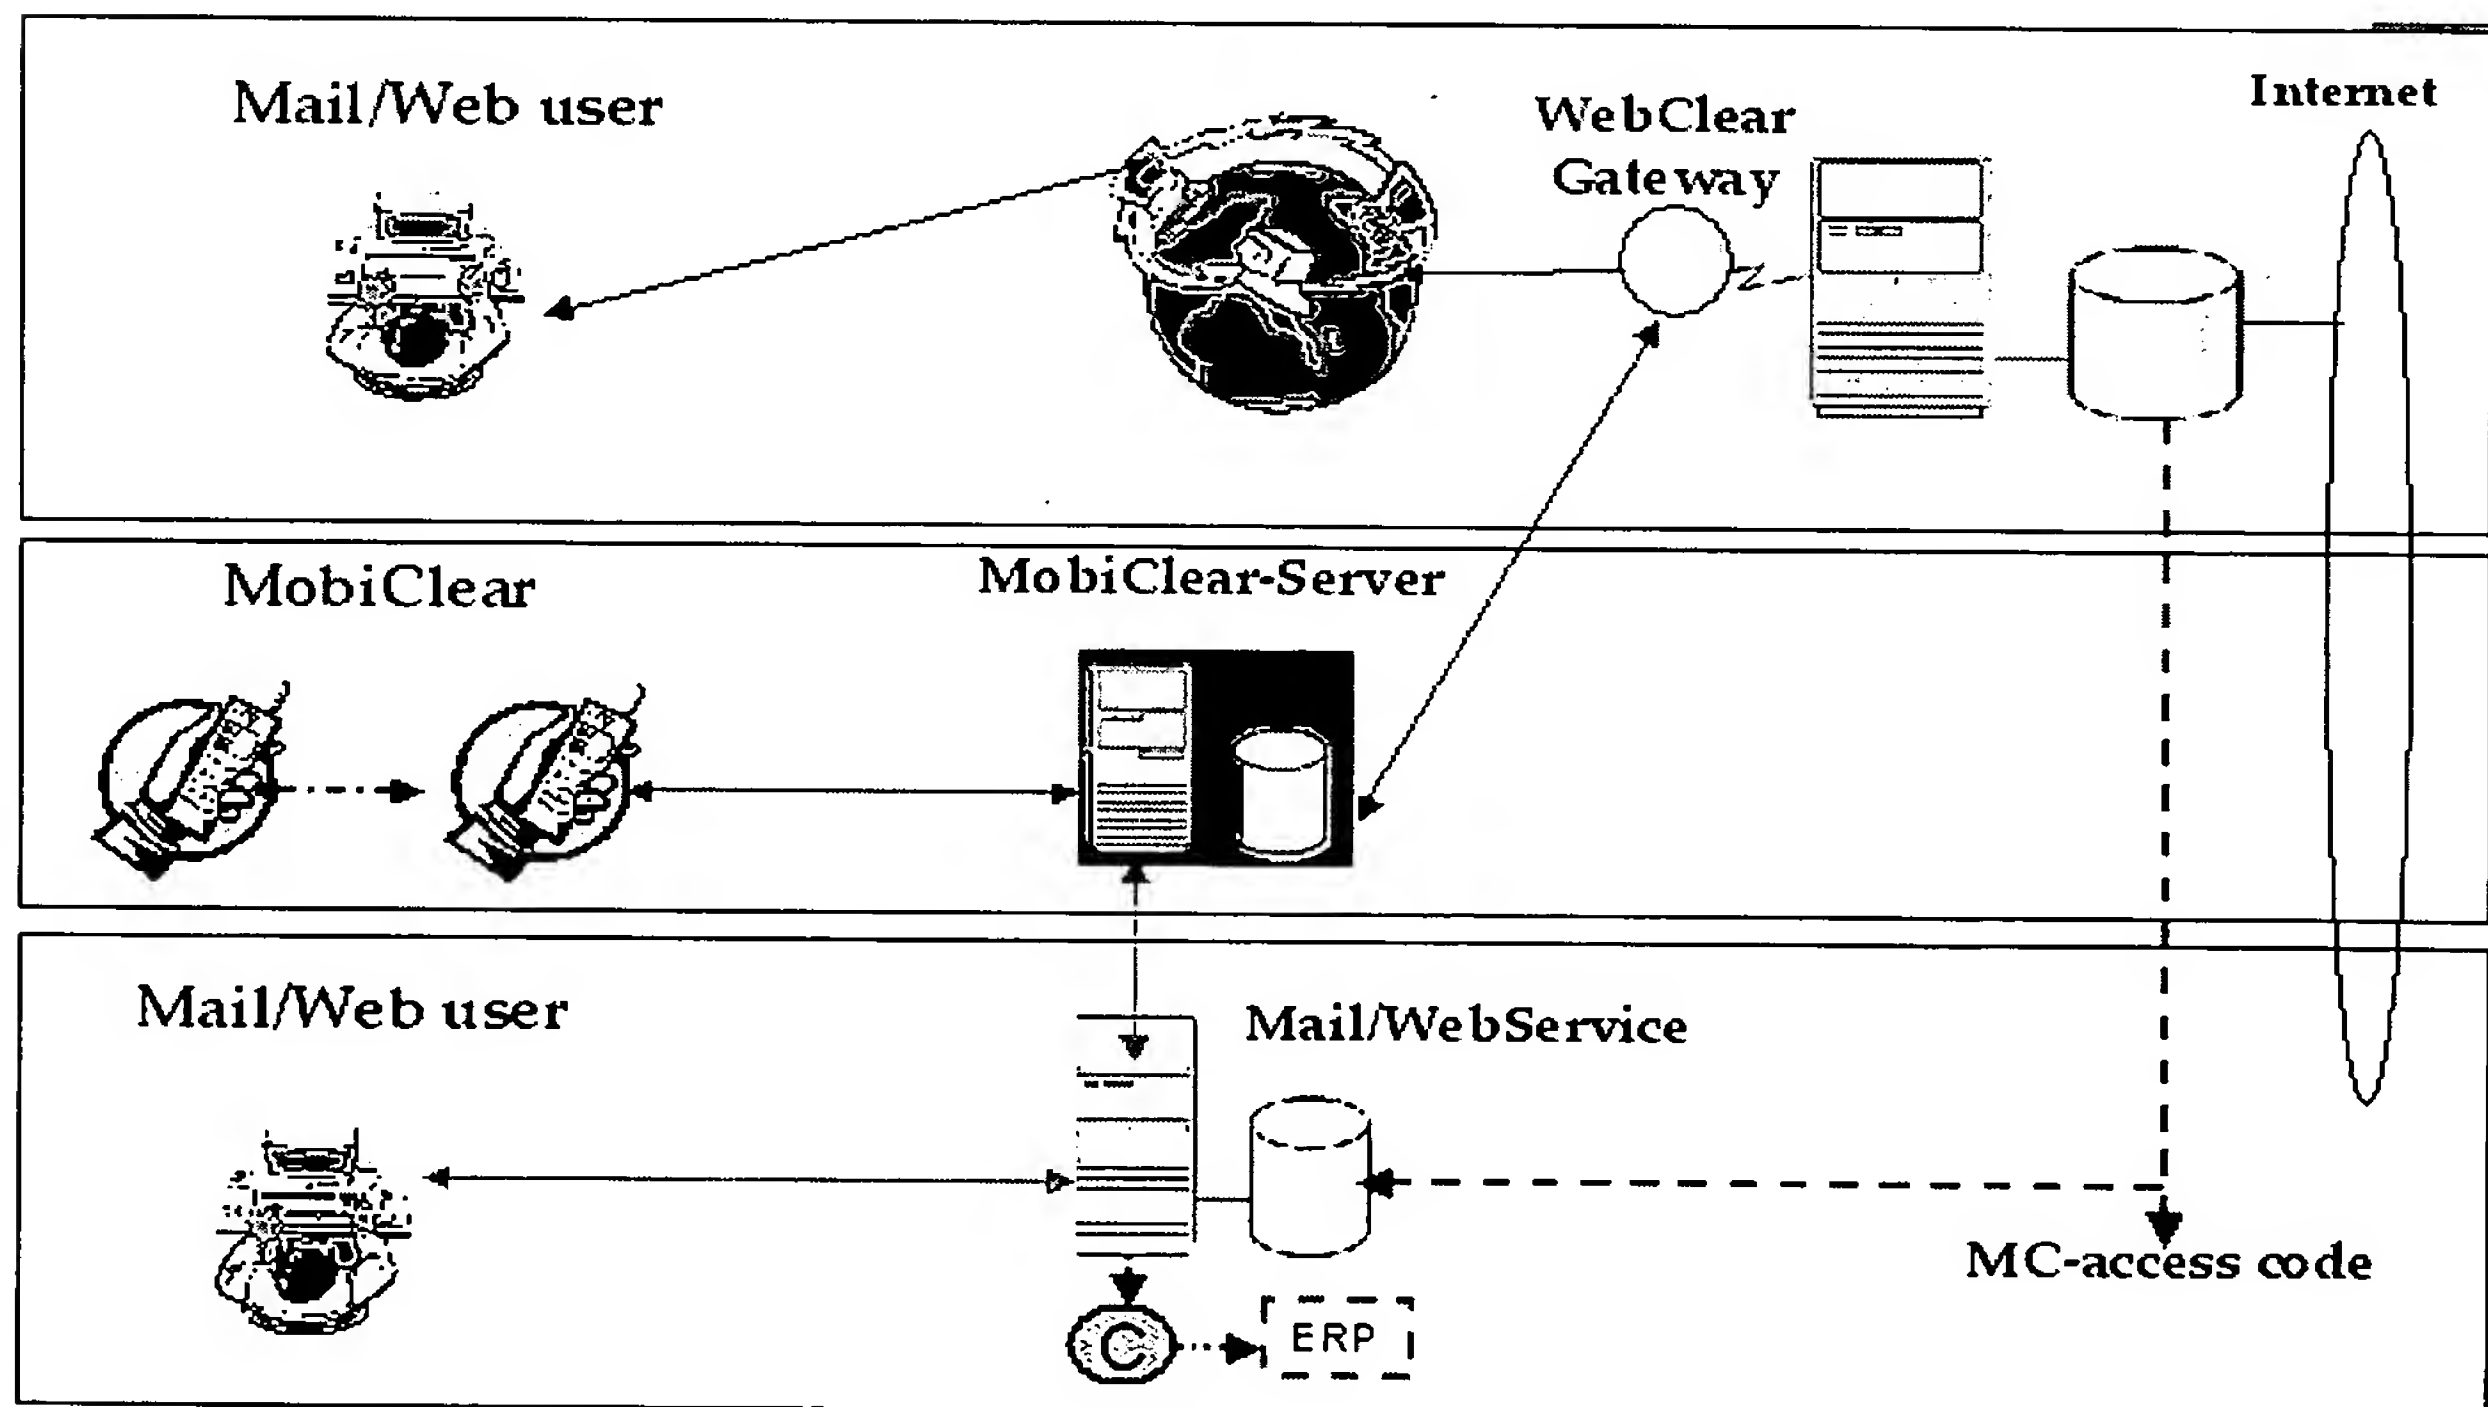 Mail/Web user
WebClear
Gateway
Internet
MobiClear
MobiClear-Server
Mail/Web user
Mail/WebService
MC-access code
C
ERP